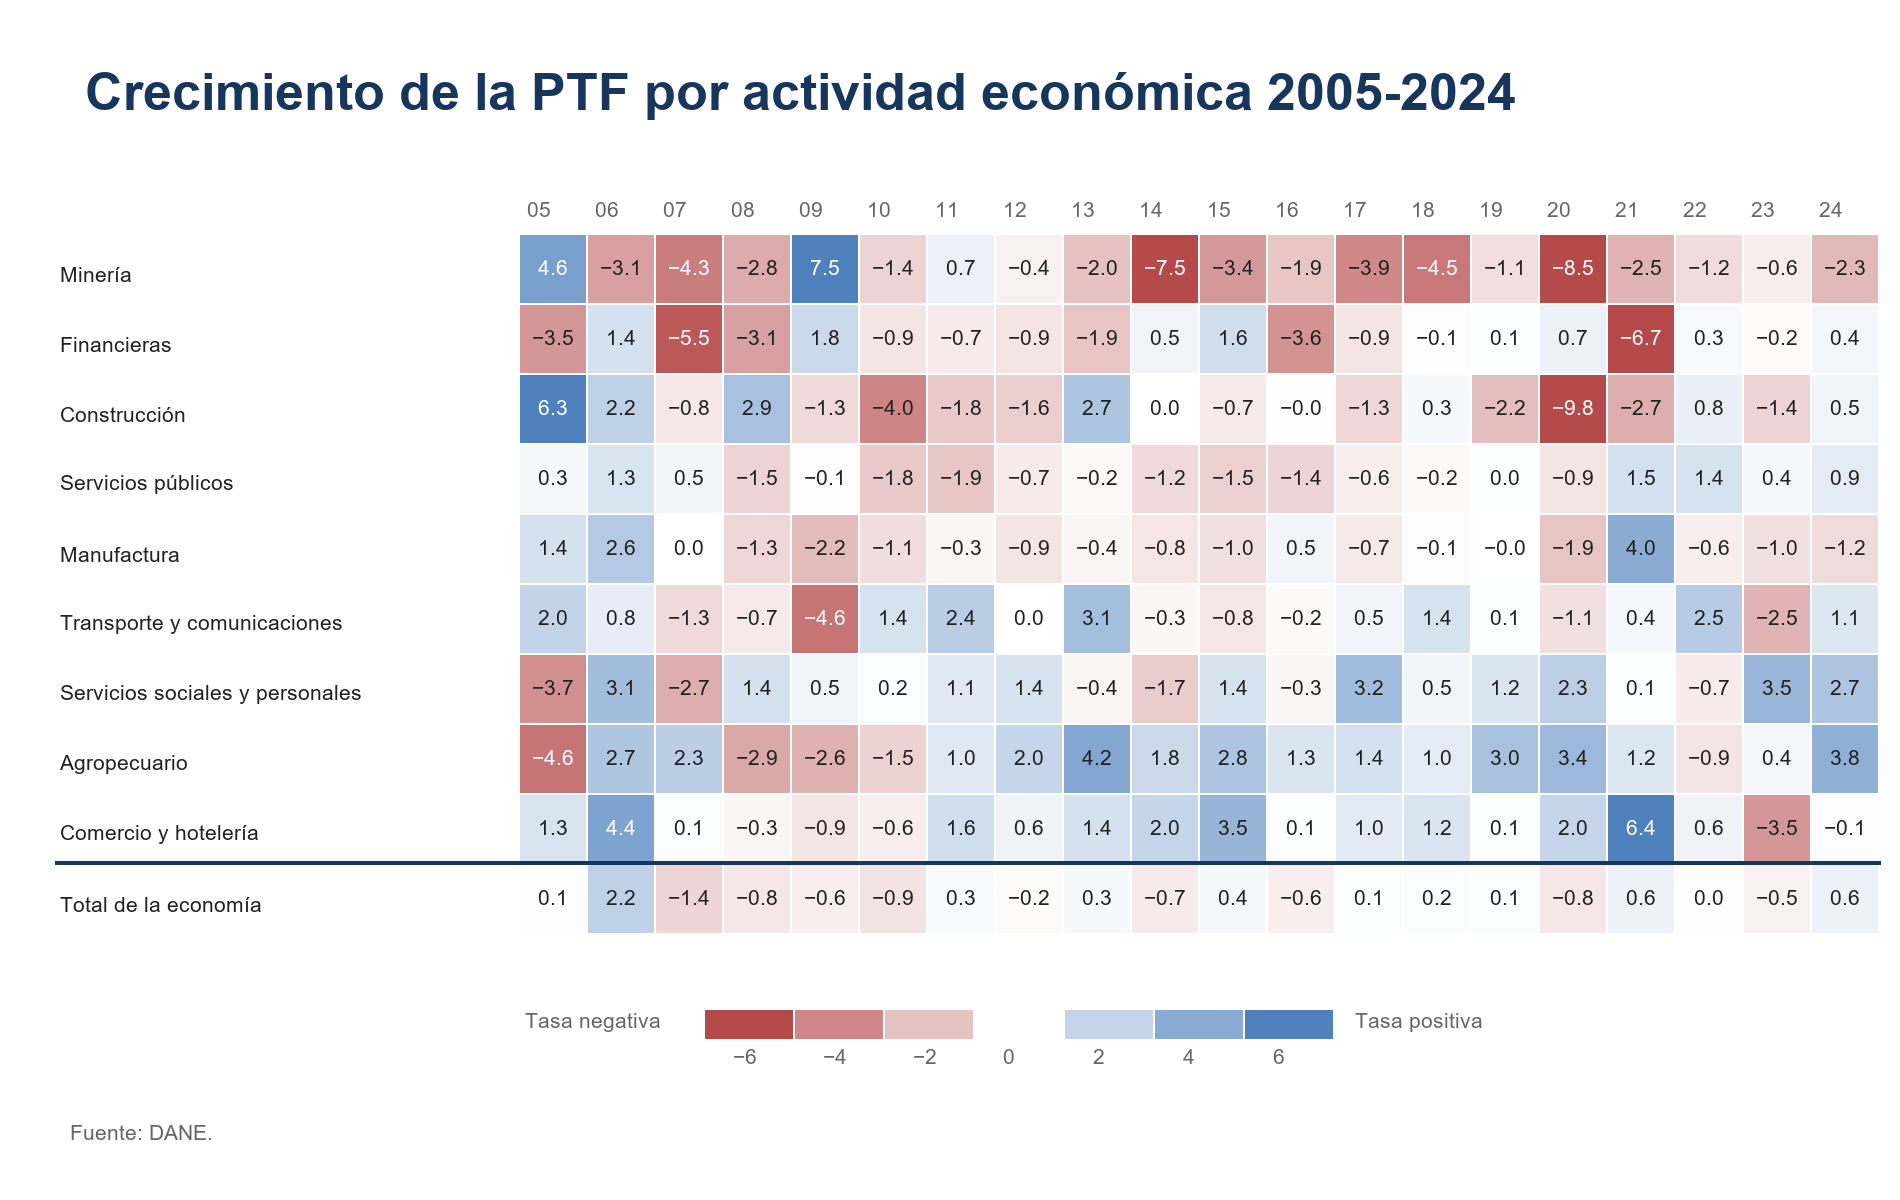 Crecimiento de la PTF por actividad económica 2005-2024
05 06 07 08 09 10 11 12 13 14 15 16 17 18 19 20 21 22 23 24
Minería 4.6 −3.1 −4.3 −2.8 7.5 −1.4 0.7 −0.4 −2.0 −7.5 −3.4 −1.9 −3.9 −4.5 −1.1 −8.5 −2.5 −1.2 −0.6 −2.3
Financieras −3.5 1.4 −5.5 −3.1 1.8 −0.9 −0.7 −0.9 −1.9 0.5 1.6 −3.6 −0.9 −0.1 0.1 0.7 −6.7 0.3 −0.2 0.4
Construcción 6.3 2.2 −0.8 2.9 −1.3 −4.0 −1.8 −1.6 2.7 0.0 −0.7 −0.0 −1.3 0.3 −2.2 −9.8 −2.7 0.8 −1.4 0.5
Servicios públicos 0.3 1.3 0.5 −1.5 −0.1 −1.8 −1.9 −0.7 −0.2 −1.2 −1.5 −1.4 −0.6 −0.2 0.0 −0.9 1.5 1.4 0.4 0.9
Manufactura 1.4 2.6 0.0 −1.3 −2.2 −1.1 −0.3 −0.9 −0.4 −0.8 −1.0 0.5 −0.7 −0.1 −0.0 −1.9 4.0 −0.6 −1.0 −1.2
Transporte y comunicaciones 2.0 0.8 −1.3 −0.7 −4.6 1.4 2.4 0.0 3.1 −0.3 −0.8 −0.2 0.5 1.4 0.1 −1.1 0.4 2.5 −2.5 1.1
Servicios sociales y personales −3.7 3.1 −2.7 1.4 0.5 0.2 1.1 1.4 −0.4 −1.7 1.4 −0.3 3.2 0.5 1.2 2.3 0.1 −0.7 3.5 2.7
Agropecuario −4.6 2.7 2.3 −2.9 −2.6 −1.5 1.0 2.0 4.2 1.8 2.8 1.3 1.4 1.0 3.0 3.4 1.2 −0.9 0.4 3.8
Comercio y hotelería 1.3 4.4 0.1 −0.3 −0.9 −0.6 1.6 0.6 1.4 2.0 3.5 0.1 1.0 1.2 0.1 2.0 6.4 0.6 −3.5 −0.1
Total de la economía 0.1 2.2 −1.4 −0.8 −0.6 −0.9 0.3 −0.2 0.3 −0.7 0.4 −0.6 0.1 0.2 0.1 −0.8 0.6 0.0 −0.5 0.6
Tasa negativa Tasa positiva
−6 −4 −2 0 2 4 6
Fuente: DANE.